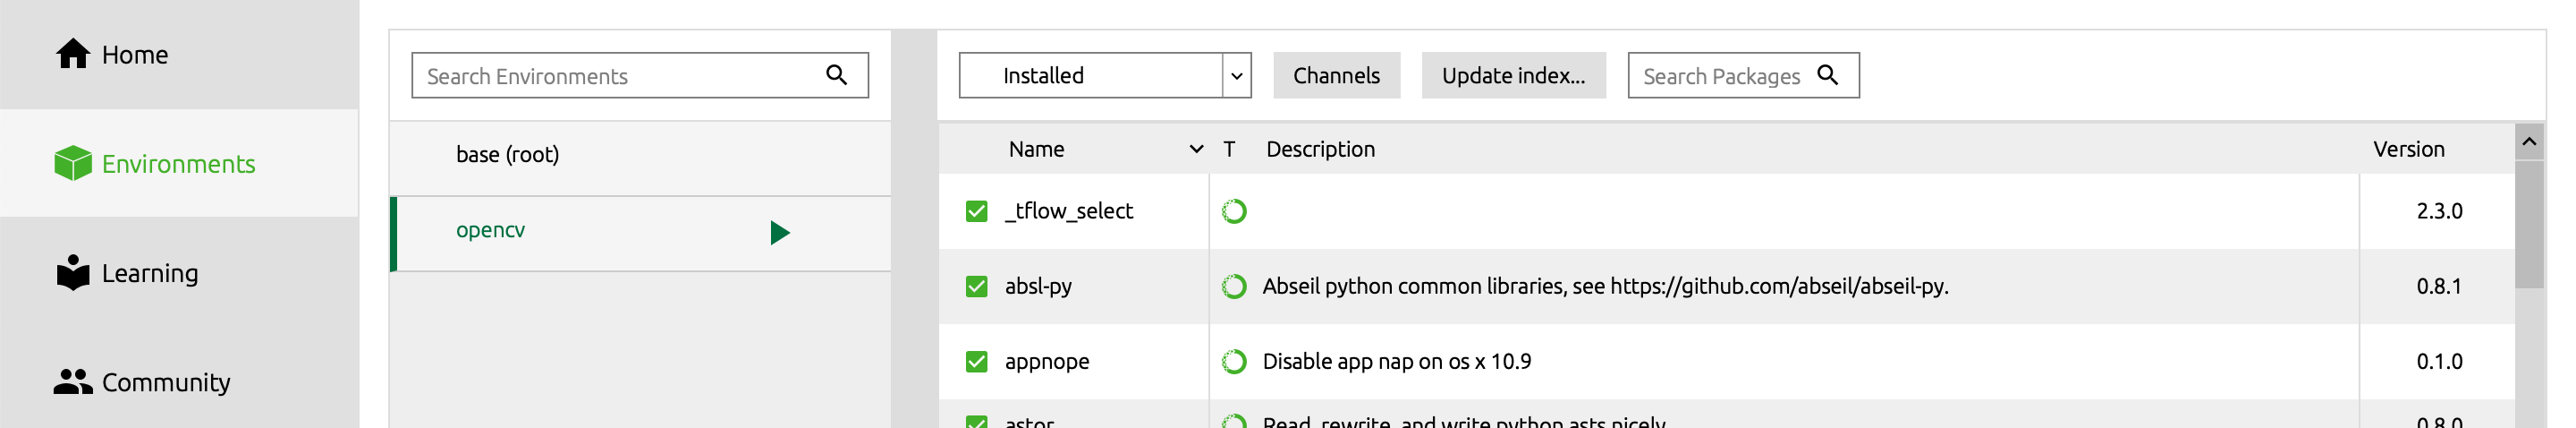 Home
Environments
Learning
Community
Search Environments
base (root)
opencv
Installed
Channels
Update index...
Search Packages
Name T Description Version
_tflow_select 2.3.0
absl-py Abseil python common libraries, see https://github.com/abseil/abseil-py. 0.8.1
appnope Disable app nap on os x 10.9 0.1.0
astor Read, rewrite, and write python asts nicely 0.8.0